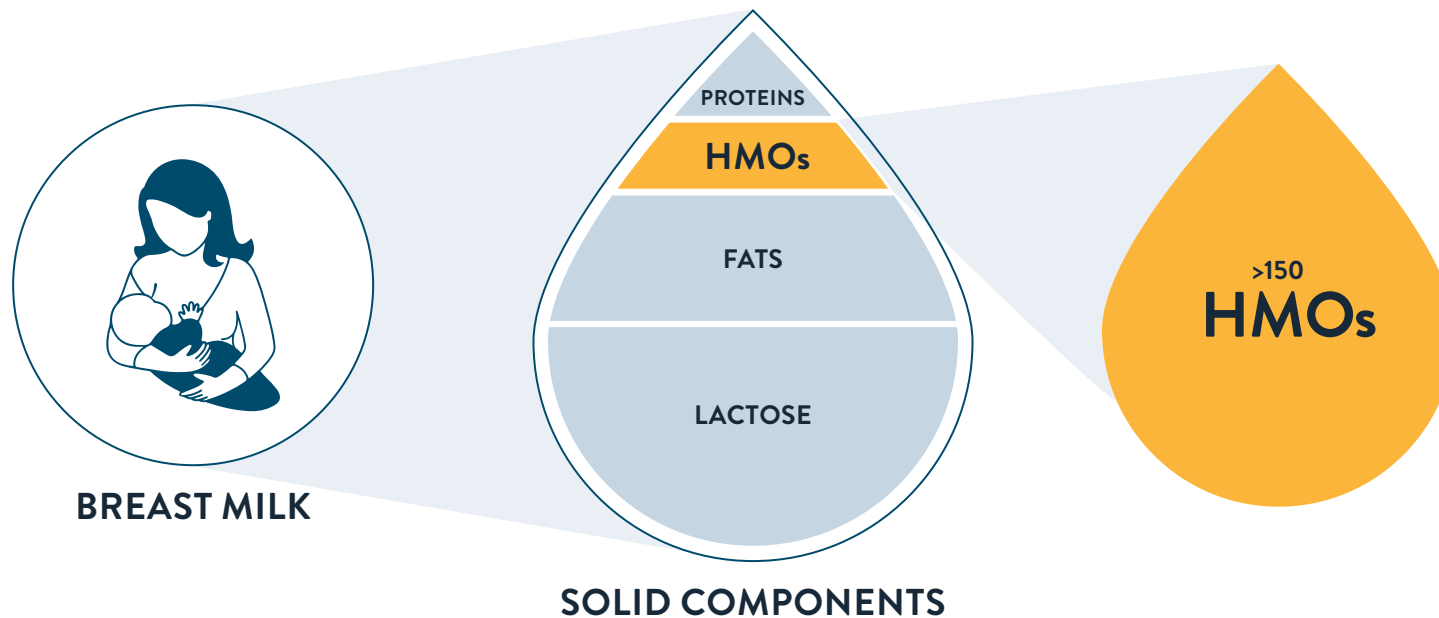 BREAST MILK
PROTEINS
HMOs
FATS
LACTOSE
SOLID COMPONENTS
>150
HMOs